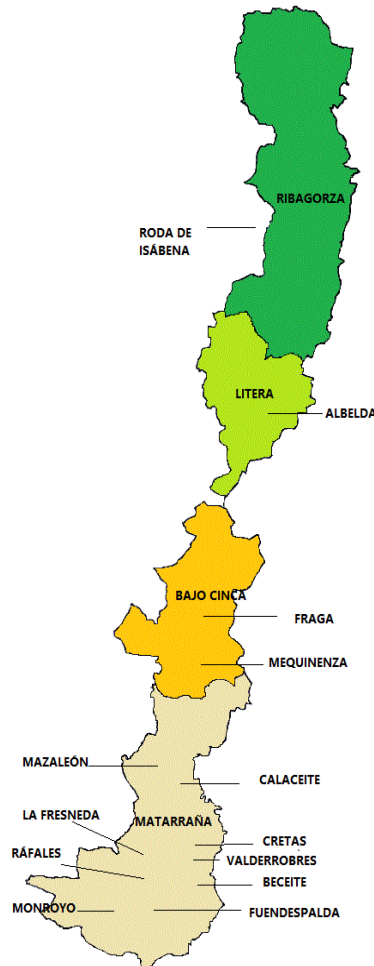 RIBAGORZA
RODA DE
ISÁBENA
LITERA
ALBELDA
BAJO CINCA
FRAGA
MEQUINENZA
MAZALEÓN
CALACEITE
LA FRESNEDA
MATARRAÑA
CRETAS
RÁFALES
VALDERROBRES
BECEITE
MONROYO
FUENDESPALDA